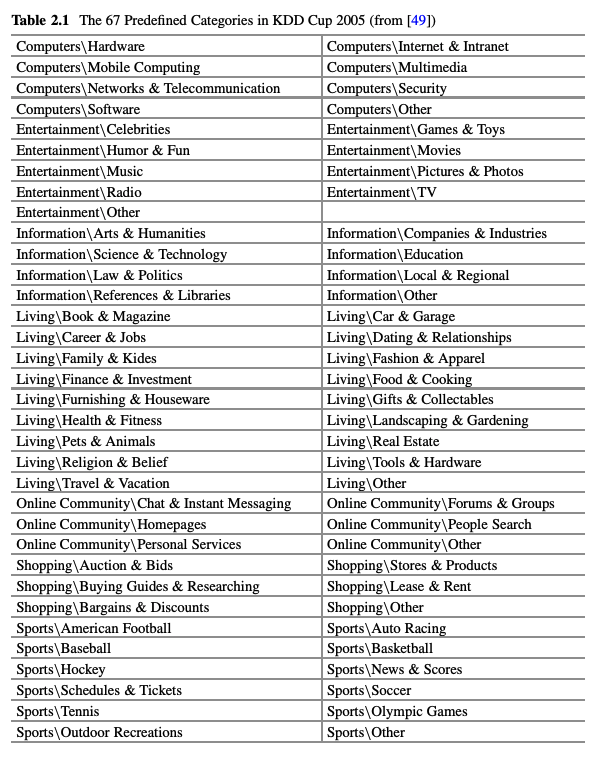 Table 2.1 The 67 Predefined Categories in KDD Cup 2005 (from [49])
Computers\Hardware Computers\Internet & Intranet
Computers\Mobile Computing Computers\Multimedia
Computers\Networks & Telecommunication Computers\Security
Computers\Software Computers\Other
Entertainment\Celebrities Entertainment\Games & Toys
Entertainment\Humor & Fun Entertainment\Movies
Entertainment\Music Entertainment\Pictures & Photos
Entertainment\Radio Entertainment\TV
Entertainment\Other
Information\Arts & Humanities Information\Companies & Industries
Information\Science & Technology Information\Education
Information\Law & Politics Information\Local & Regional
Information\References & Libraries Information\Other
Living\Book & Magazine Living\Car & Garage
Living\Career & Jobs Living\Dating & Relationships
Living\Family & Kides Living\Fashion & Apparel
Living\Finance & Investment Living\Food & Cooking
Living\Furnishing & Houseware Living\Gifts & Collectables
Living\Health & Fitness Living\Landscaping & Gardening
Living\Pets & Animals Living\Real Estate
Living\Religion & Belief Living\Tools & Hardware
Living\Travel & Vacation Living\Other
Online Community\Chat & Instant Messaging Online Community\Forums & Groups
Online Community\Homepages Online Community\People Search
Online Community\Personal Services Online Community\Other
Shopping\Auction & Bids Shopping\Stores & Products
Shopping\Buying Guides & Researching Shopping\Lease & Rent
Shopping\Bargains & Discounts Shopping\Other
Sports\American Football Sports\Auto Racing
Sports\Baseball Sports\Basketball
Sports\Hockey Sports\News & Scores
Sports\Schedules & Tickets Sports\Soccer
Sports\Tennis Sports\Olympic Games
Sports\Outdoor Recreations Sports\Other